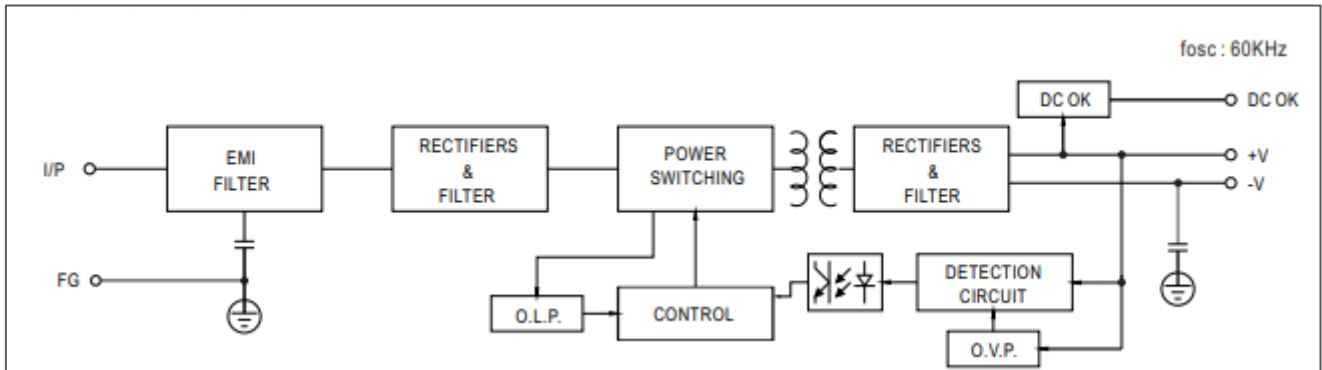 fosc : 60KHz
DC OK
DC OK
I/P
EMI
FILTER
RECTIFIERS
&
FILTER
POWER
SWITCHING
RECTIFIERS
&
FILTER
+V
-V
FG
O.L.P.
CONTROL
DETECTION
CIRCUIT
O.V.P.